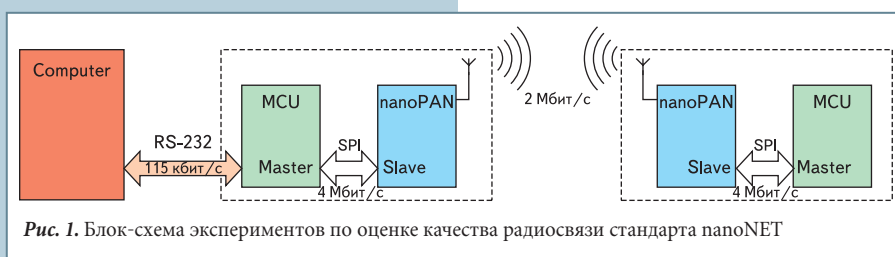 Computer
RS-232
115 кбит/с
MCU
Master
SPI
4 Мбит/с
nanoPAN
Slave
2 Мбит/с
nanoPAN
Slave
SPI
4 Мбит/с
MCU
Master
Рис. 1. Блок-схема экспериментов по оценке качества радиосвязи стандарта nanoNET